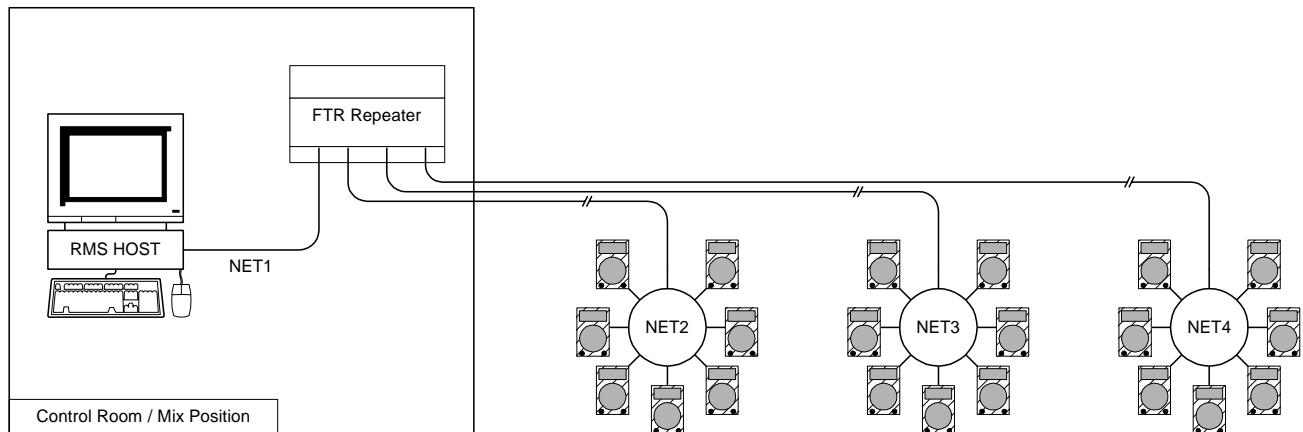 FTR Repeater
RMS HOST
NET1
NET2
NET3
NET4
Control Room / Mix Position